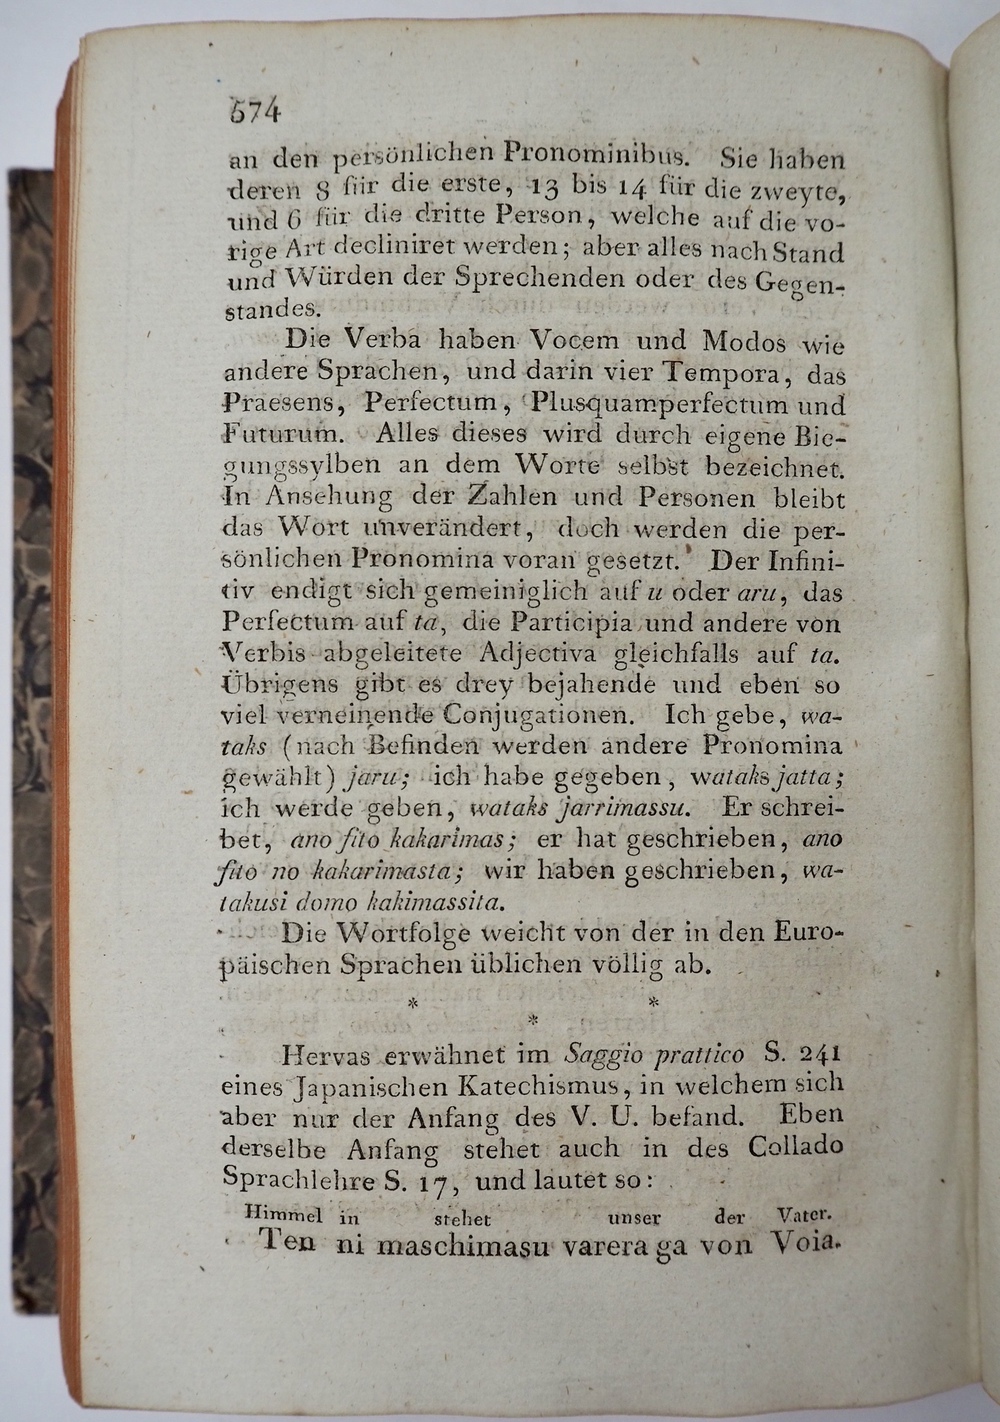 574
an den persönlichen Pronominibus. Sie haben
deren 8 für die erste, 13 bis 14 für die zweyte,
und 6 für die dritte Person, welche auf die vo-
rige Art decliniret werden; aber alles nach Stand
und Würden der Sprechenden oder des Gegen-
standes.
Die Verba haben Vocem und Modos wie
andere Sprachen, und darin vier Tempora, das
Praesens, Perfectum, Plusquamperfectum und
Futurum. Alles dieses wird durch eigene Bie-
gungssylben an dem Worte selbst bezeichnet.
In Ansehung der Zahlen und Personen bleibt
das Wort unverändert, doch werden die per-
sönlichen Pronomina voran gesetzt. Der Infini-
tiv endigt sich gemeiniglich auf u oder aru, das
Perfectum auf ta, die Participia und andere von
Verbis abgeleitete Adjectiva gleichfalls auf ta.
Übrigens gibt es drey bejahende und eben so
viel verneinende Conjugationen. Ich gebe, wa-
taks (nach Befinden werden andere Pronomina
gewählt) jaru; ich habe gegeben, wataks jatta;
ich werde geben, wataks jarrimassu. Er schrei-
bet, ano fito kakarimas; er hat geschrieben, ano
fito no kakarimasta; wir haben geschrieben, wa-
takusi domo kakimassita.
Die Wortfolge weicht von der in den Euro-
päischen Sprachen üblichen völlig ab.
* *
*
Hervas erwähnet im Saggio prattico S. 241
eines Japanischen Katechismus, in welchem sich
aber nur der Anfang des V. U. befand. Eben
derselbe Anfang stehet auch in des Collado
Sprachlehre S. 17, und lautet so:
Himmel in stehet unser der Vater.
Ten ni maschimasu varera ga von Voia.